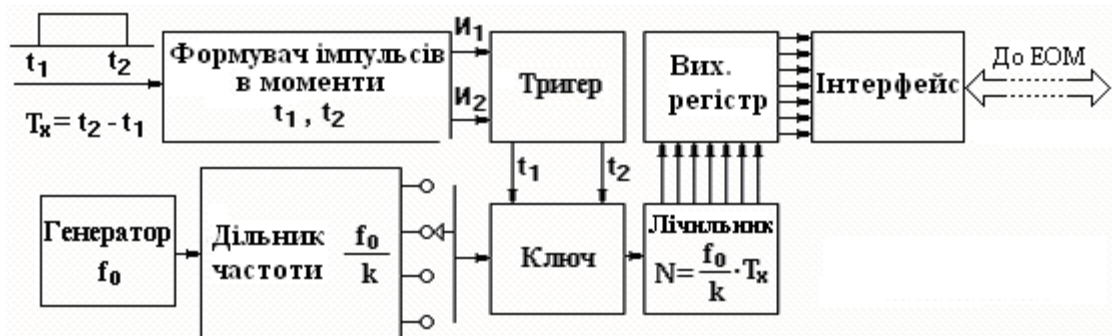 t₁ t₂
Tₓ = t₂ - t₁
Формувач імпульсів
в моменти
t₁ , t₂
И₁
И₂
Тригер
Вих.
регістр
Інтерфейс
До ЕОМ
t₁ t₂
Генератор
f₀
Дільник
частоти
f₀
k
Ключ
Лічильник
N= f₀/k · Tₓ